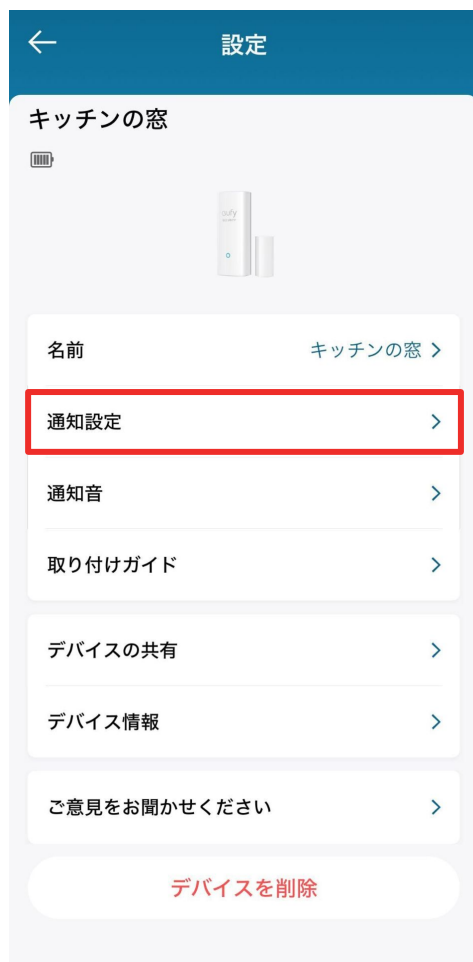 設定
キッチンの窓
eufy
名前 キッチンの窓
通知設定
通知音
取り付けガイド
デバイスの共有
デバイス情報
ご意見をお聞かせください
デバイスを削除